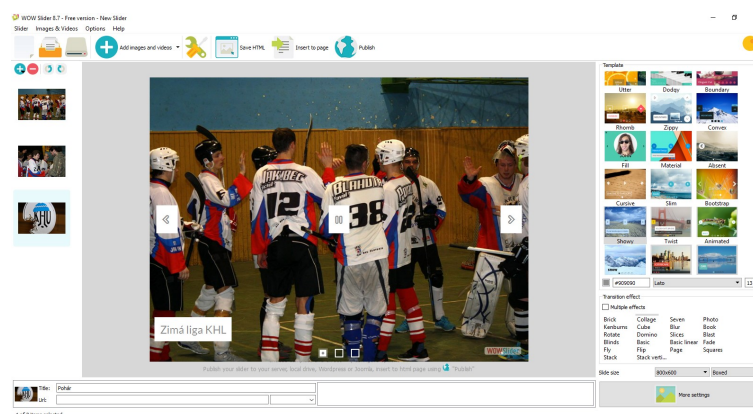 WOW Slider 8.7 - Free version - New Slider
Slider Images & Videos Options Help
Add images and videos
Save HTML
Insert to page
Publish
JAKUBEC
12
BLAHUT
38
Zimá liga KHL
WOWSlider
Publish your slider to your server, local drive, Wordpress or Joomla, insert to html page using "Publish"
Template
Utter Dodgy Boundary
Rhomb Zippy Convex
Fill Material Absent
Cursive Slim Bootstrap
Showy Twist Animated
#909090 Lato 13
Transition effect
Multiple effects
Brick Collage Seven Photo
Kenburns Cube Blur Book
Rotate Domino Slices Blast
Blinds Basic Basic linear Fade
Fly Flip Page Squares
Stack Stack verti...
Slide size 800x600 Boxed
More settings
Title: Pohár
Url: